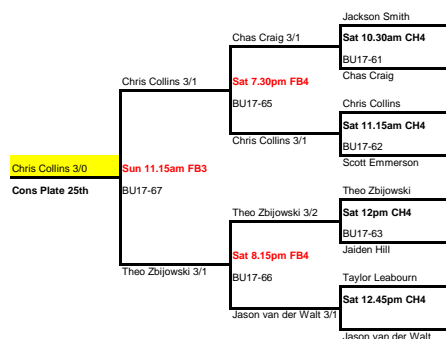 Jackson Smith
Chas Craig 3/1
Sat 10.30am CH4
BU17-61
Chris Collins 3/1
Sat 7.30pm FB4
Chas Craig
BU17-65
Chris Collins
Sat 11.15am CH4
Chris Collins 3/1
BU17-62
Chris Collins 3/0
Sun 11.15am FB3
Scott Emmerson
Cons Plate 25th
BU17-67
Theo Zbijowski
Theo Zbijowski 3/2
Sat 12pm CH4
BU17-63
Sat 8.15pm FB4
Jaiden Hill
Theo Zbijowski 3/1
BU17-66
Taylor Leabourn
Sat 12.45pm CH4
Jason van der Walt 3/1
Jason van der Walt